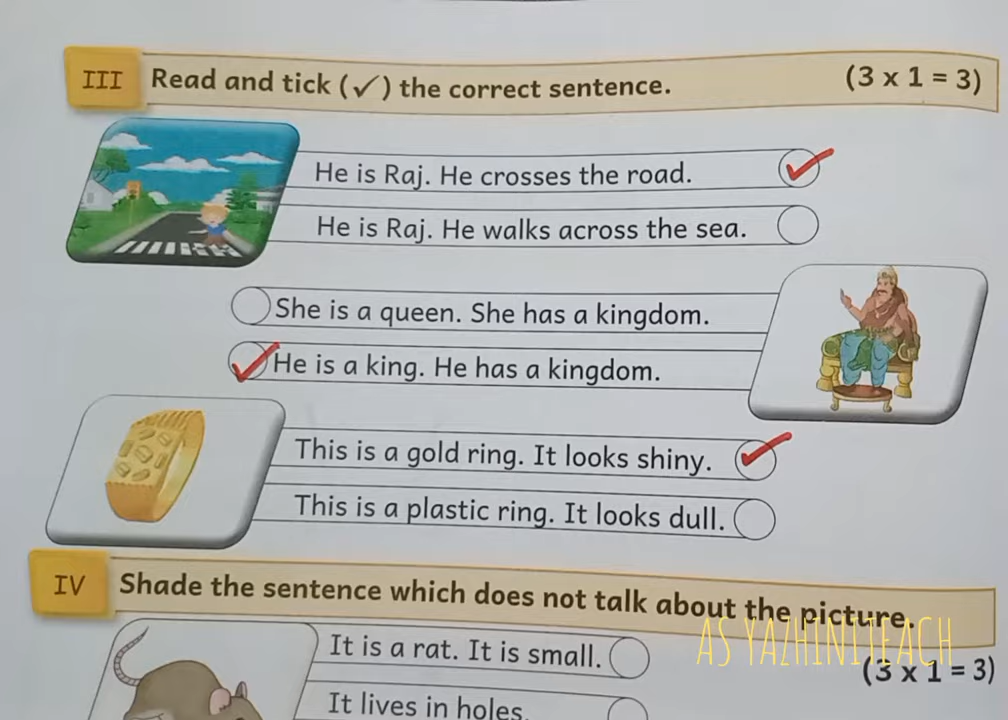 III Read and tick (✓) the correct sentence. (3 x 1 = 3)
He is Raj. He crosses the road.
He is Raj. He walks across the sea.
She is a queen. She has a kingdom.
He is a king. He has a kingdom.
This is a gold ring. It looks shiny.
This is a plastic ring. It looks dull.
IV Shade the sentence which does not talk about the picture.
AS YAZHINI TEACH
(3 x 1 = 3)
It is a rat. It is small.
It lives in holes.